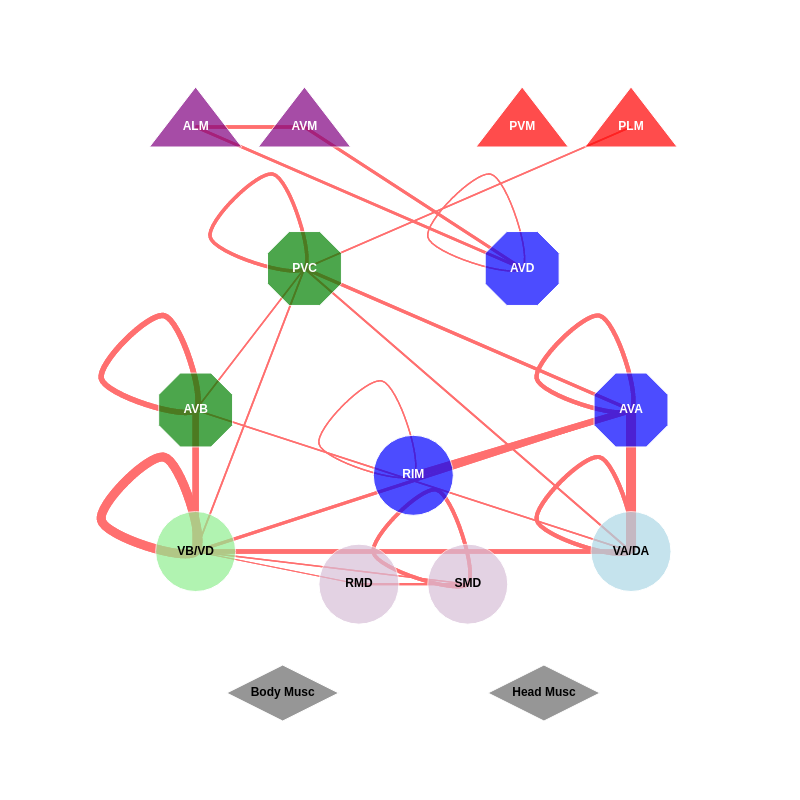 ALM
AVM
PVM
PLM
PVC
AVD
AVB
AVA
RIM
VB/VD
VA/DA
RMD
SMD
Body Musc
Head Musc